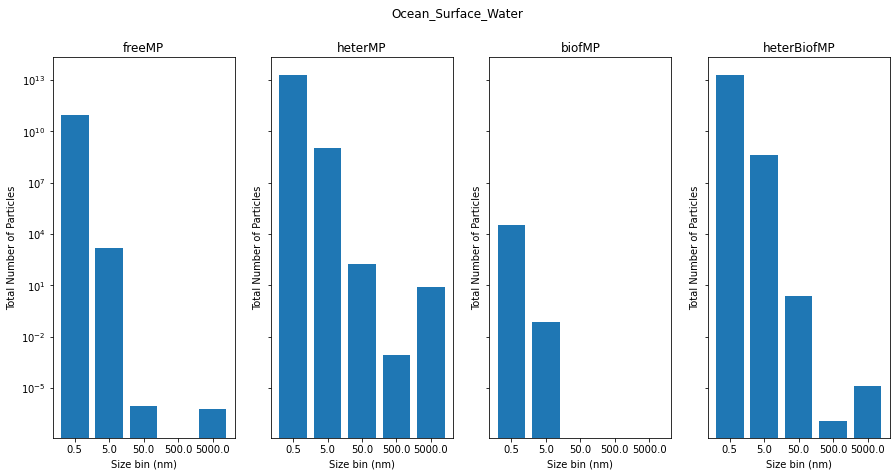 Ocean_Surface_Water
freeMP
heterMP
biofMP
heterBiofMP
Total Number of Particles
10^13
10^10
10^7
10^4
10^1
10^-2
10^-5
0.5 5.0 50.0 500.0 5000.0
Size bin (nm)
Total Number of Particles
0.5 5.0 50.0 500.0 5000.0
Size bin (nm)
Total Number of Particles
0.5 5.0 50.0 500.0 5000.0
Size bin (nm)
Total Number of Particles
0.5 5.0 50.0 500.0 5000.0
Size bin (nm)